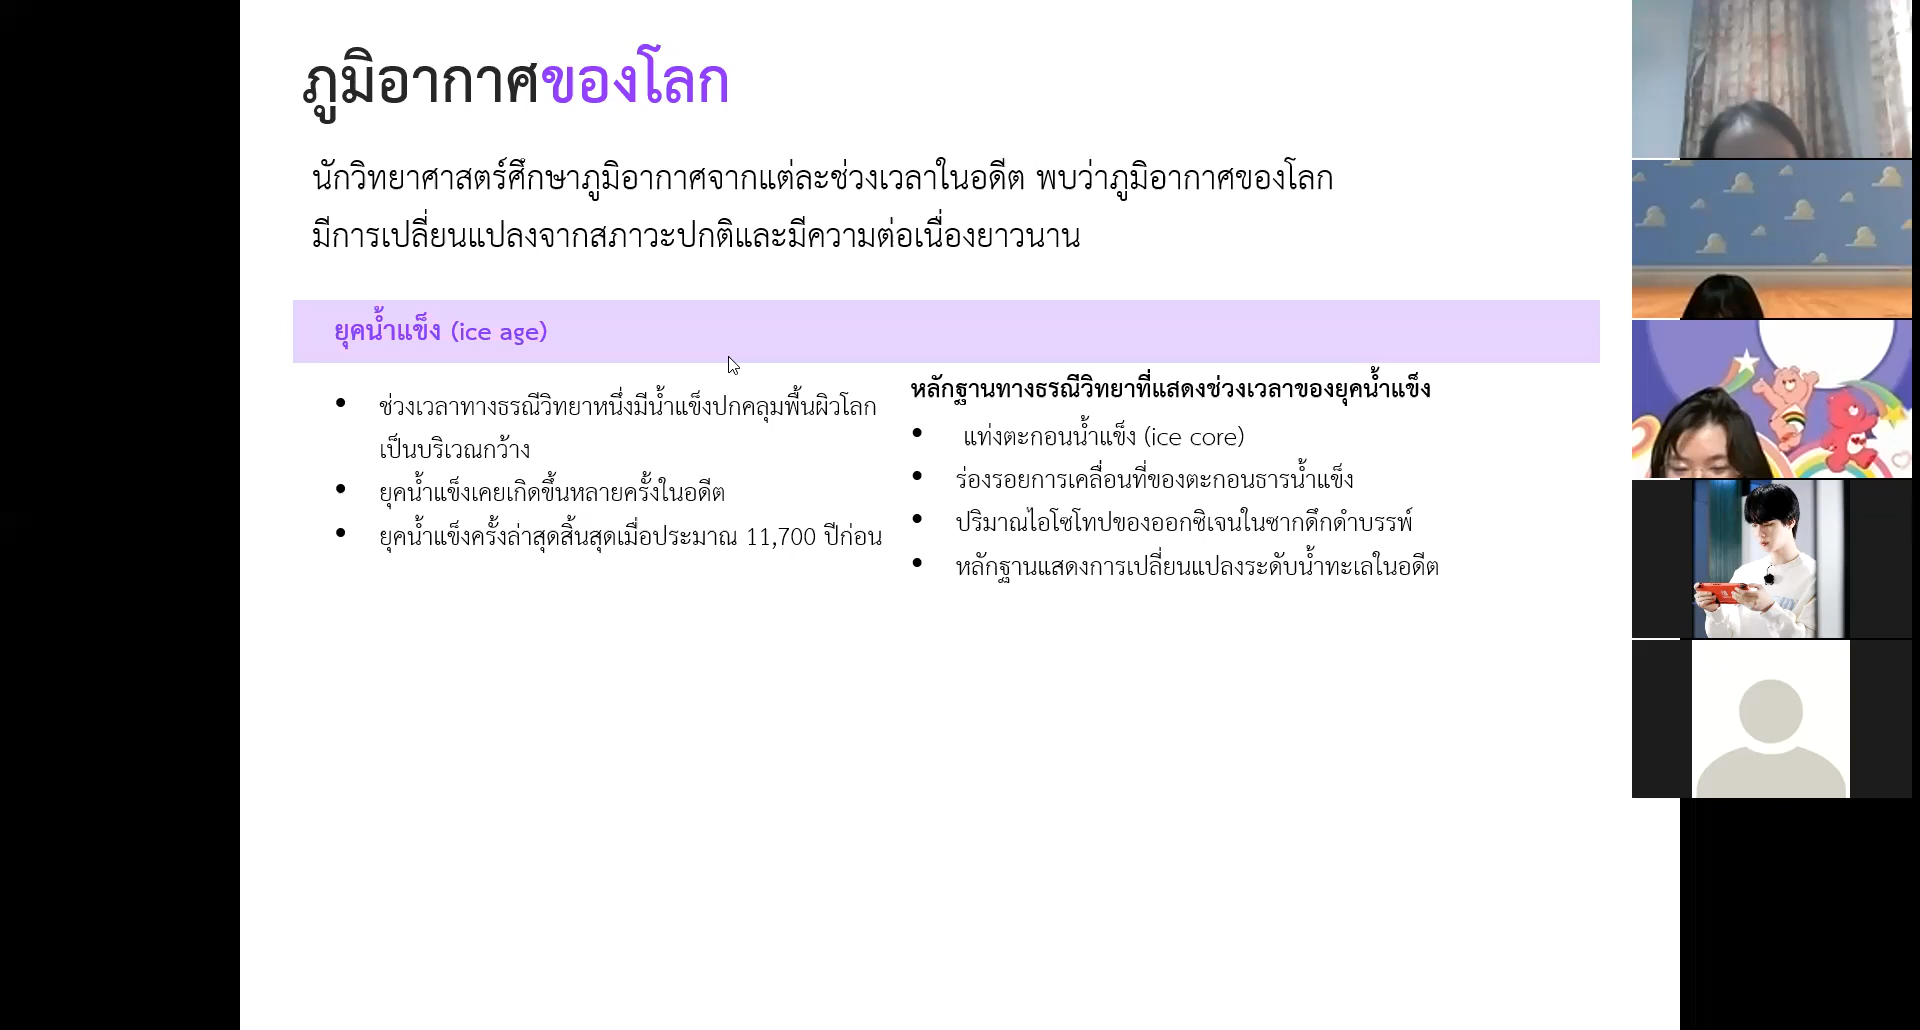 ภูมิอากาศของโลก
นักวิทยาศาสตร์ศึกษาภูมิอากาศจากแต่ละช่วงเวลาในอดีต พบว่าภูมิอากาศของโลก
มีการเปลี่ยนแปลงจากสภาวะปกติและมีความต่อเนื่องยาวนาน
ยุคน้ำแข็ง (ice age)
• ช่วงเวลาทางธรณีวิทยาหนึ่งมีน้ำแข็งปกคลุมพื้นผิวโลก
เป็นบริเวณกว้าง
• ยุคน้ำแข็งเคยเกิดขึ้นหลายครั้งในอดีต
• ยุคน้ำแข็งครั้งล่าสุดสิ้นสุดเมื่อประมาณ 11,700 ปีก่อน
หลักฐานทางธรณีวิทยาที่แสดงช่วงเวลาของยุคน้ำแข็ง
• แท่งตะกอนน้ำแข็ง (ice core)
• ร่องรอยการเคลื่อนที่ของตะกอนธารน้ำแข็ง
• ปริมาณไอโซโทปของออกซิเจนในซากดึกดำบรรพ์
• หลักฐานแสดงการเปลี่ยนแปลงระดับน้ำทะเลในอดีต